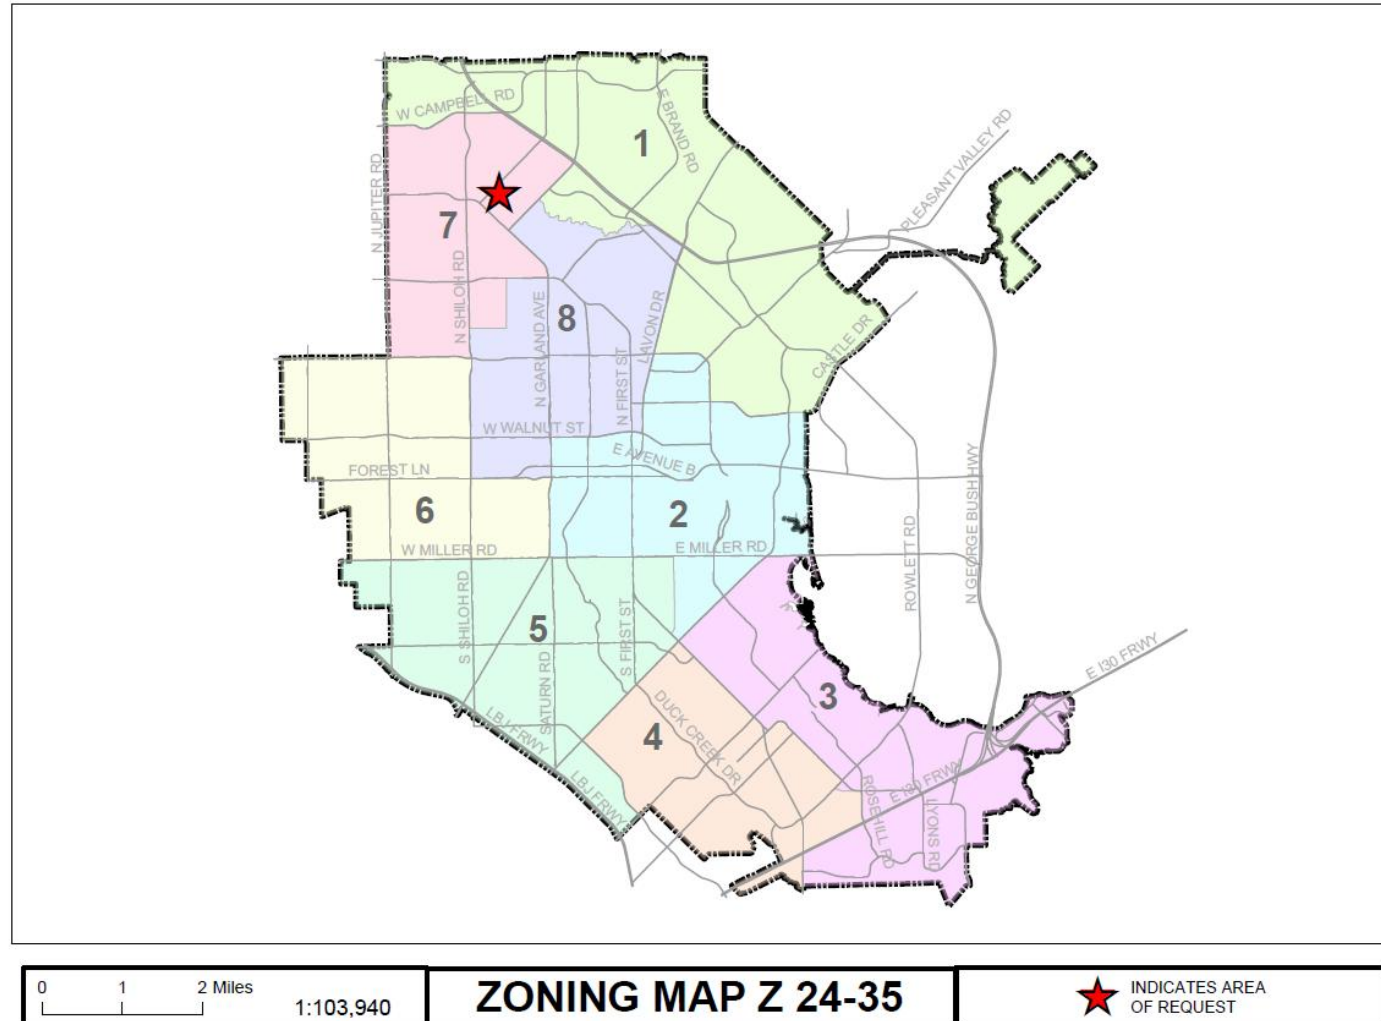 W CAMPBELL RD
E BRAND RD
1
PLEASANT VALLEY RD
N JUPITER RD
7
N SHILOH RD
8
N GARLAND AVE
N FIRST ST
LAVON DR
CASTLE DR
W WALNUT ST
E AVENUE B
FOREST LN
6
2
W MILLER RD
E MILLER RD
ROWLETT RD
N GEORGE BUSH HWY
S SHILOH RD
5
SATURN RD
S FIRST ST
E I30 FRWY
3
DUCK CREEK DR
4
LBJ FRWY
LBJ FRWY
E I30 FRWY
ROSEHILL RD
LYONS RD
0 1 2 Miles
1:103,940
ZONING MAP Z 24-35
INDICATES AREA
OF REQUEST